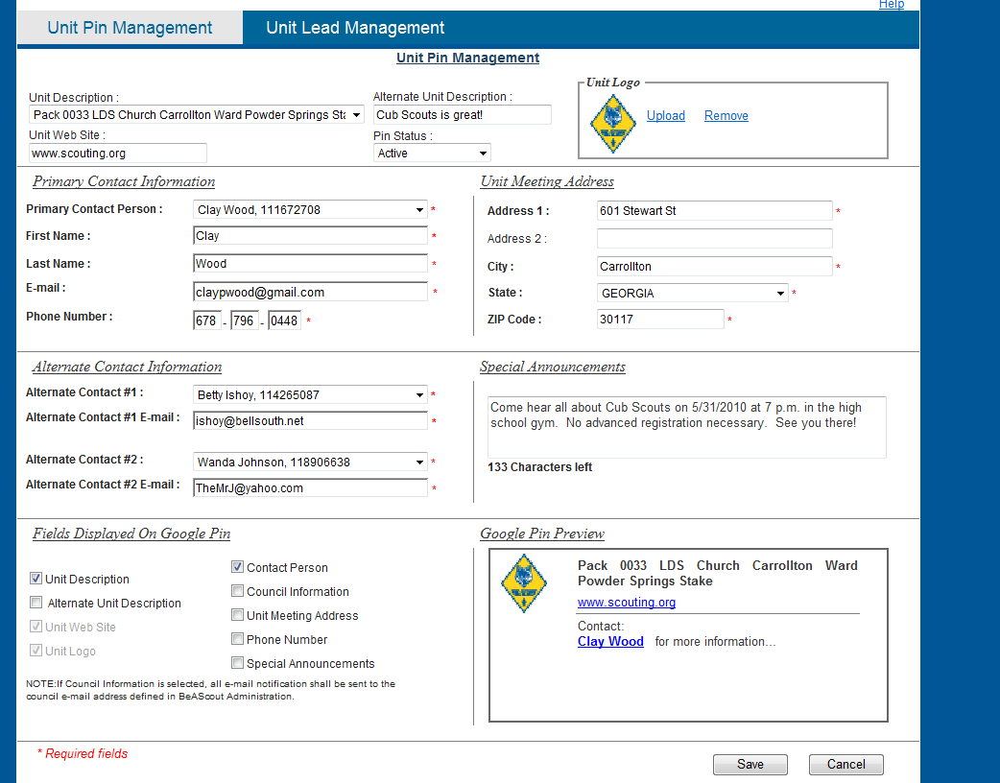 Help
Unit Pin Management
Unit Lead Management
Unit Pin Management
Unit Description :
Pack 0033 LDS Church Carrollton Ward Powder Springs Sta
Alternate Unit Description :
Cub Scouts is great!
Unit Web Site :
www.scouting.org
Pin Status :
Active
Unit Logo
Upload
Remove
Primary Contact Information
Primary Contact Person :
Clay Wood, 111672708 *
First Name :
Clay *
Last Name :
Wood *
E-mail :
claypwood@gmail.com *
Phone Number :
678 - 796 - 0448 *
Unit Meeting Address
Address 1 :
601 Stewart St *
Address 2 :
City :
Carrollton *
State :
GEORGIA *
ZIP Code :
30117 *
Alternate Contact Information
Alternate Contact #1 :
Betty Ishoy, 114265087 *
Alternate Contact #1 E-mail :
ishoy@bellsouth.net *
Alternate Contact #2 :
Wanda Johnson, 118906638 *
Alternate Contact #2 E-mail :
TheMrJ@yahoo.com *
Special Announcements
Come hear all about Cub Scouts on 5/31/2010 at 7 p.m. in the high
school gym. No advanced registration necessary. See you there!
133 Characters left
Fields Displayed On Google Pin
Unit Description
Alternate Unit Description
Unit Web Site
Unit Logo
Contact Person
Council Information
Unit Meeting Address
Phone Number
Special Announcements
NOTE:If Council Information is selected, all e-mail notification shall be sent to the
council e-mail address defined in BeAScout Administration.
Google Pin Preview
Pack 0033 LDS Church Carrollton Ward
Powder Springs Stake
www.scouting.org
Contact:
Clay Wood for more information...
* Required fields
Save
Cancel